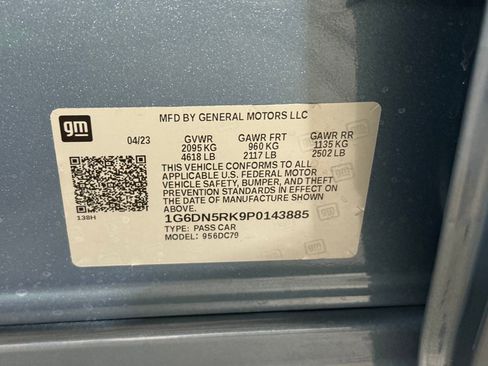 gm
MFD BY GENERAL MOTORS LLC
04/23 GVWR GAWR FRT GAWR RR
2095 KG 960 KG 1135 KG
4618 LB 2117 LB 2502 LB
THIS VEHICLE CONFORMS TO ALL
APPLICABLE U.S. FEDERAL MOTOR
VEHICLE SAFETY, BUMPER, AND THEFT
PREVENTION STANDARDS IN EFFECT ON
THE DATE OF MANUFACTURE SHOWN
ABOVE.
138H
1G6DN5RK9P0143885
TYPE: PASS CAR
MODEL: 956DC79